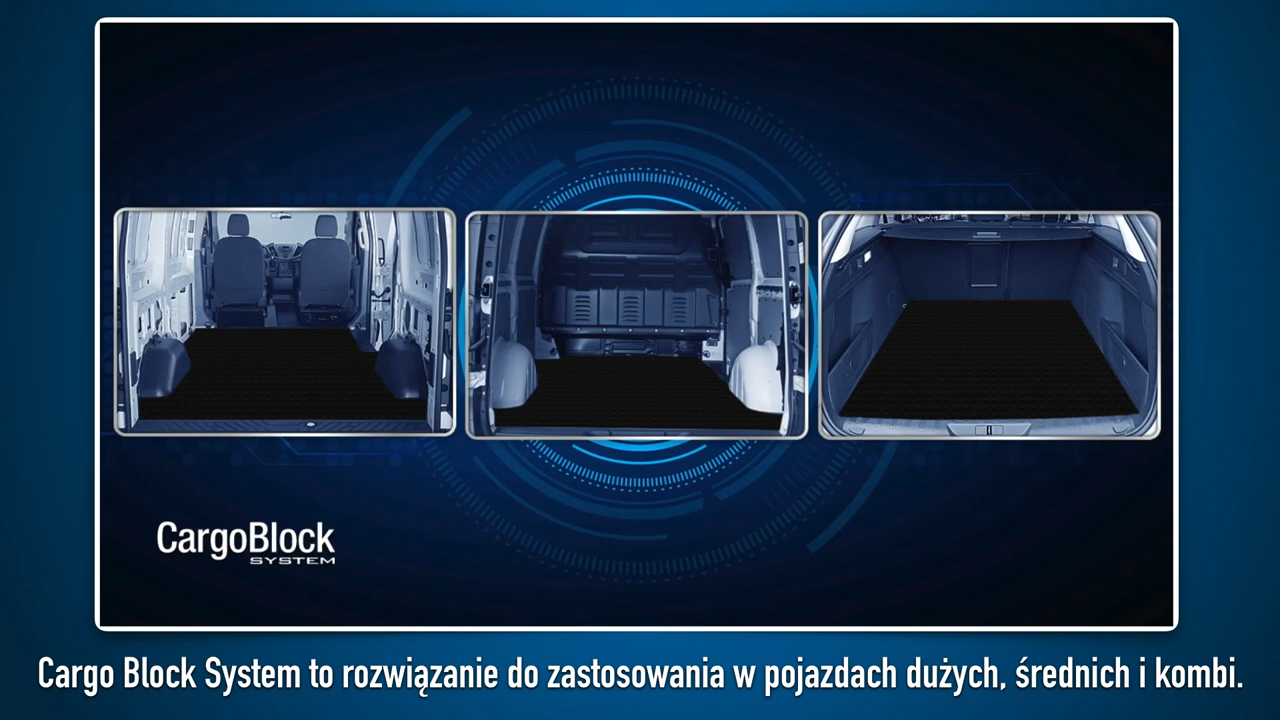 CargoBlock
SYSTEM
Cargo Block System to rozwiązanie do zastosowania w pojazdach dużych, średnich i kombi.